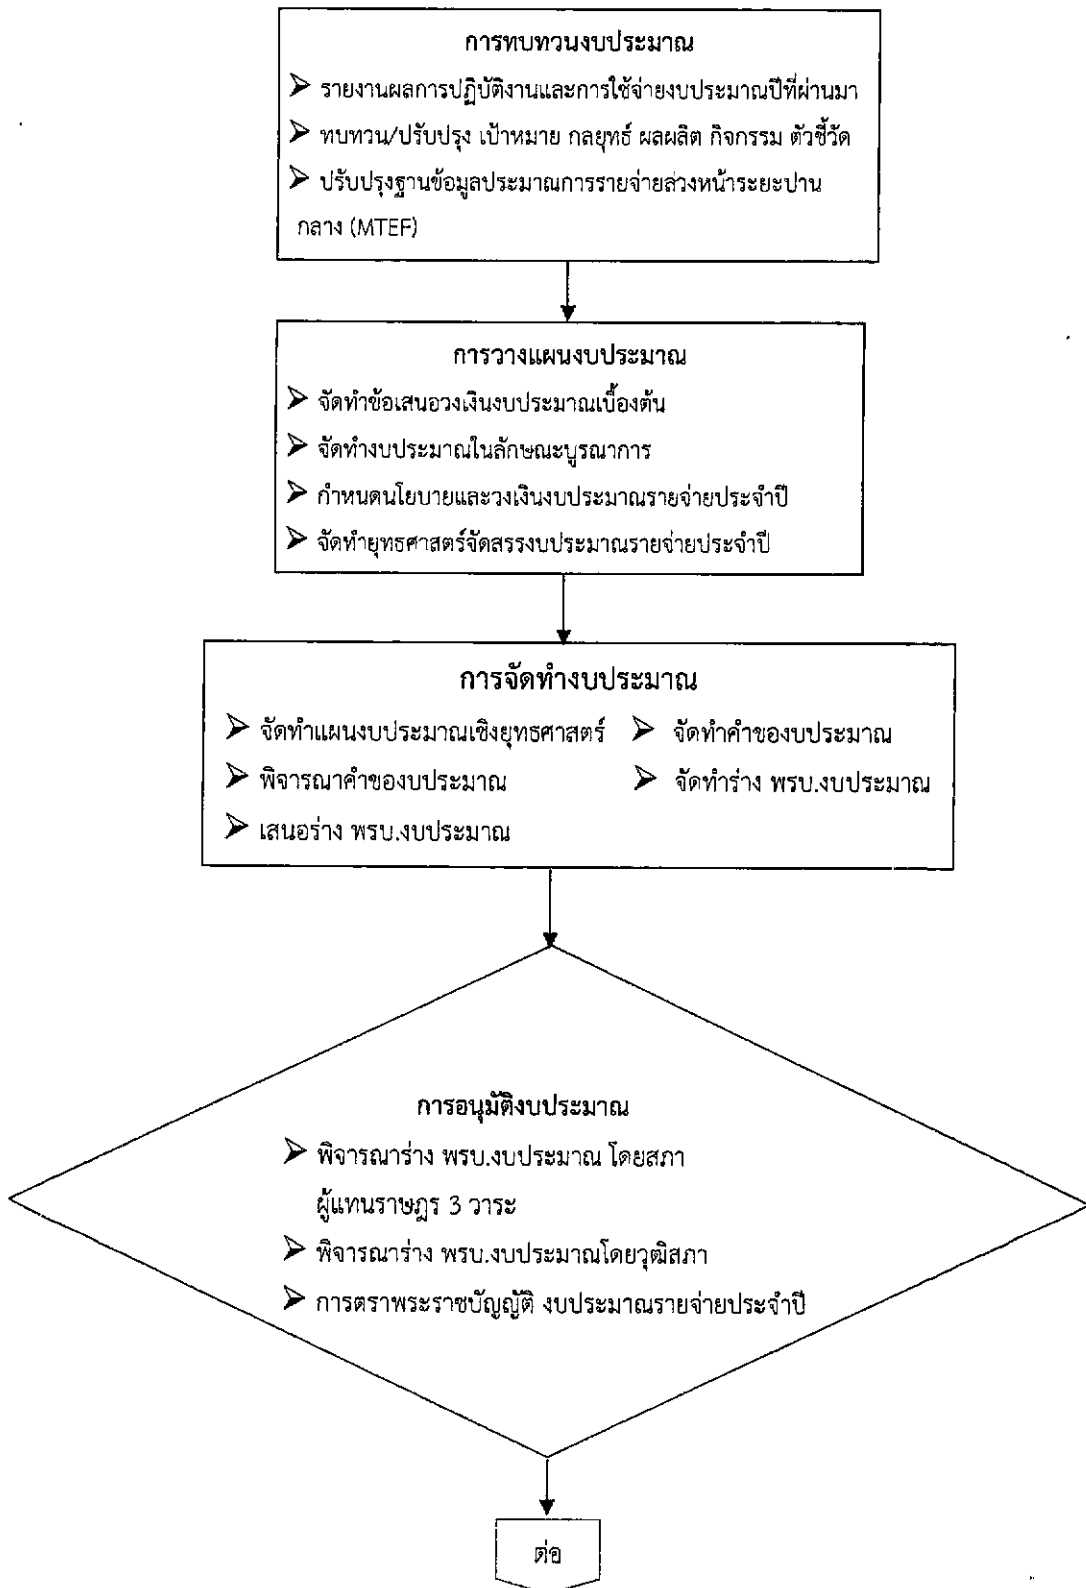 การทบทวนงบประมาณ
➢ รายงานผลการปฏิบัติงานและการใช้จ่ายงบประมาณปีที่ผ่านมา
➢ ทบทวน/ปรับปรุง เป้าหมาย กลยุทธ์ ผลผลิต กิจกรรม ตัวชี้วัด
➢ ปรับปรุงฐานข้อมูลประมาณการรายจ่ายล่วงหน้าระยะปาน
กลาง (MTEF)
การวางแผนงบประมาณ
➢ จัดทำข้อเสนอวงเงินงบประมาณเบื้องต้น
➢ จัดทำงบประมาณในลักษณะบูรณาการ
➢ กำหนดนโยบายและวงเงินงบประมาณรายจ่ายประจำปี
➢ จัดทำยุทธศาสตร์จัดสรรงบประมาณรายจ่ายประจำปี
การจัดทำงบประมาณ
➢ จัดทำแผนงบประมาณเชิงยุทธศาสตร์ ➢ จัดทำคำของบประมาณ
➢ พิจารณาคำของบประมาณ ➢ จัดทำร่าง พรบ.งบประมาณ
➢ เสนอร่าง พรบ.งบประมาณ
การอนุมัติงบประมาณ
➢ พิจารณาร่าง พรบ.งบประมาณ โดยสภา
ผู้แทนราษฎร 3 วาระ
➢ พิจารณาร่าง พรบ.งบประมาณโดยวุฒิสภา
➢ การตราพระราชบัญญัติ งบประมาณรายจ่ายประจำปี
ต่อ